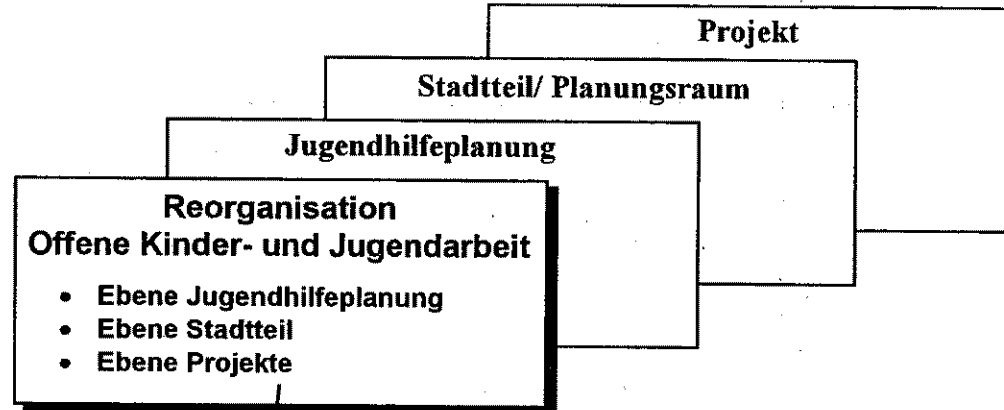 Projekt
Stadtteil/ Planungsraum
Jugendhilfeplanung
Reorganisation
Offene Kinder- und Jugendarbeit
• Ebene Jugendhilfeplanung
• Ebene Stadtteil
• Ebene Projekte